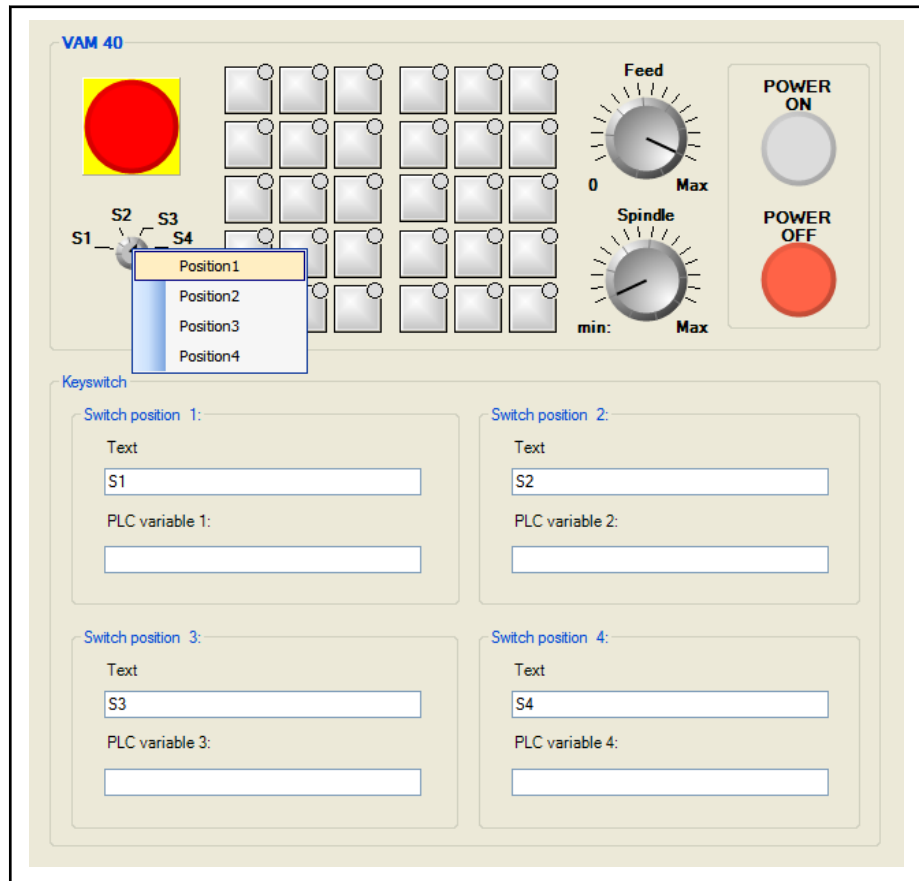 VAM 40
Feed
POWER
ON
0 Max
S1 S2 S3 S4
Spindle
POWER
OFF
Position1
Position2
Position3
Position4
min: Max
Keyswitch
Switch position 1:
Text
S1
PLC variable 1:
Switch position 2:
Text
S2
PLC variable 2:
Switch position 3:
Text
S3
PLC variable 3:
Switch position 4:
Text
S4
PLC variable 4: